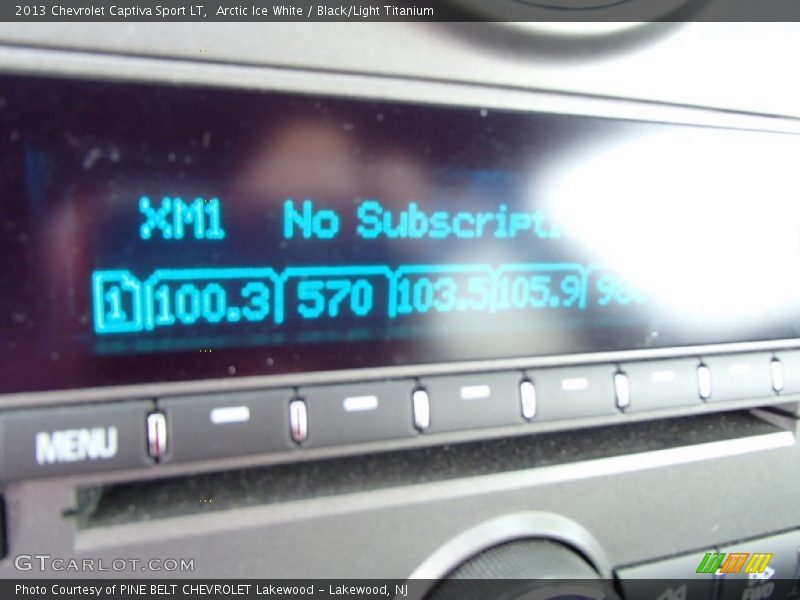 2013 Chevrolet Captiva Sport LT,  Arctic Ice White / Black/Light Titanium
XM1 No Subscripti
1 100.3 570 103.5 105.9
MENU
GTCARLOT.COM
FWD
Photo Courtesy of PINE BELT CHEVROLET Lakewood - Lakewood, NJ